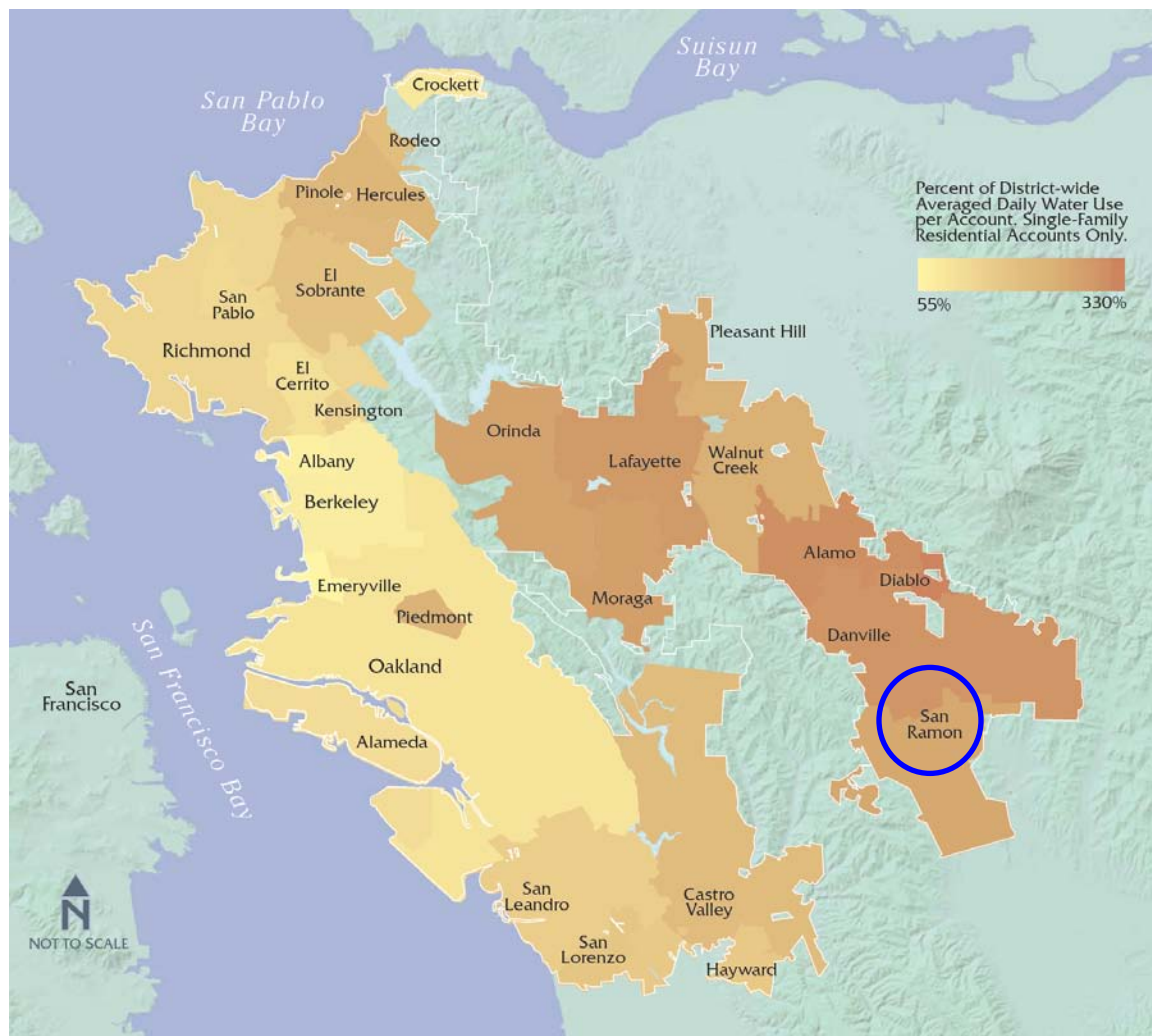 Suisun
Bay
Crockett
San Pablo
Bay
Rodeo
Pinole
Hercules
Percent of District-wide
Averaged Daily Water Use
per Account. Single-Family
Residential Accounts Only.
55%
330%
El
Sobrante
San
Pablo
Richmond
Pleasant Hill
El
Cerrito
Kensington
Orinda
Lafayette
Walnut
Creek
Albany
Berkeley
Alamo
Diablo
Emeryville
Piedmont
Moraga
Danville
Oakland
San Francisco Bay
San
Francisco
San
Ramon
Alameda
San
Leandro
Castro
Valley
N
NOT TO SCALE
San
Lorenzo
Hayward